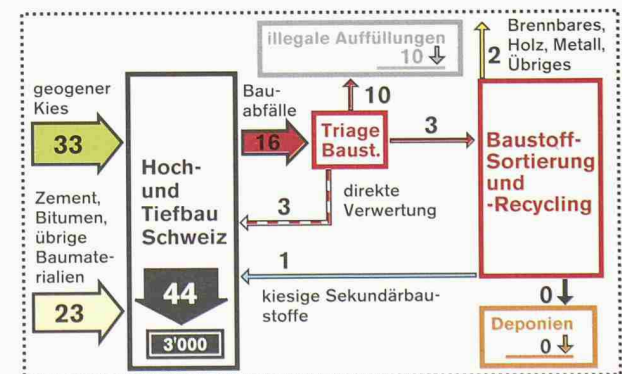 illegale Auffüllungen
10
Brennbares,
Holz, Metall,
Übriges
2
geogener
Kies
33
Bau-
abfälle
16
10
Triage
Baust.
3
Baustoff-
Sortierung
und
-Recycling
Hoch-
und
Tiefbau
Schweiz
3
direkte
Verwertung
Zement,
Bitumen,
übrige
Baumate-
rialien
23
1
kiesige Sekundärbau-
stoffe
44
3'000
0
Deponien
0